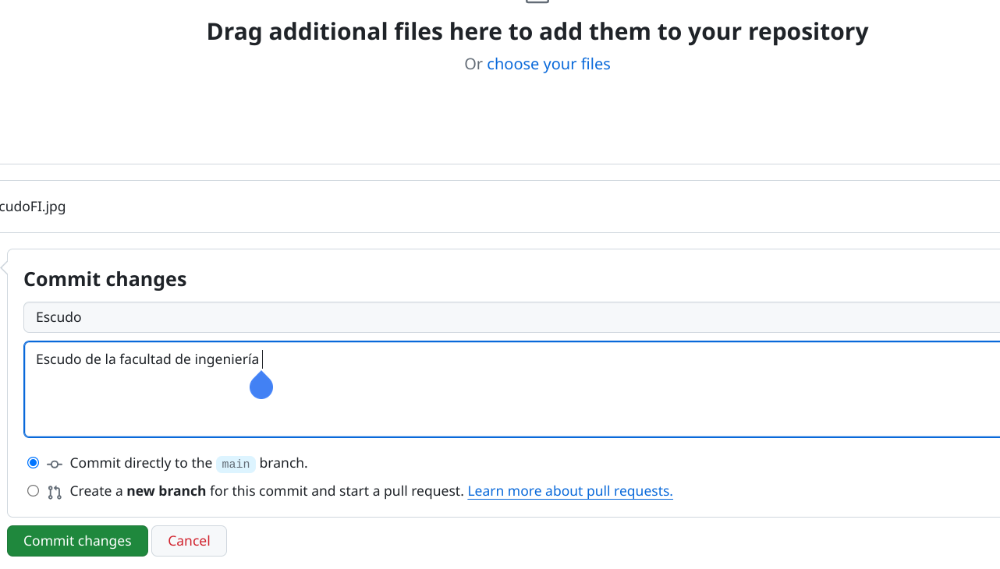 Drag additional files here to add them to your repository
Or choose your files
cudoFI.jpg
Commit changes
Escudo
Escudo de la facultad de ingeniería
Commit directly to the main branch.
Create a new branch for this commit and start a pull request. Learn more about pull requests.
Commit changes Cancel